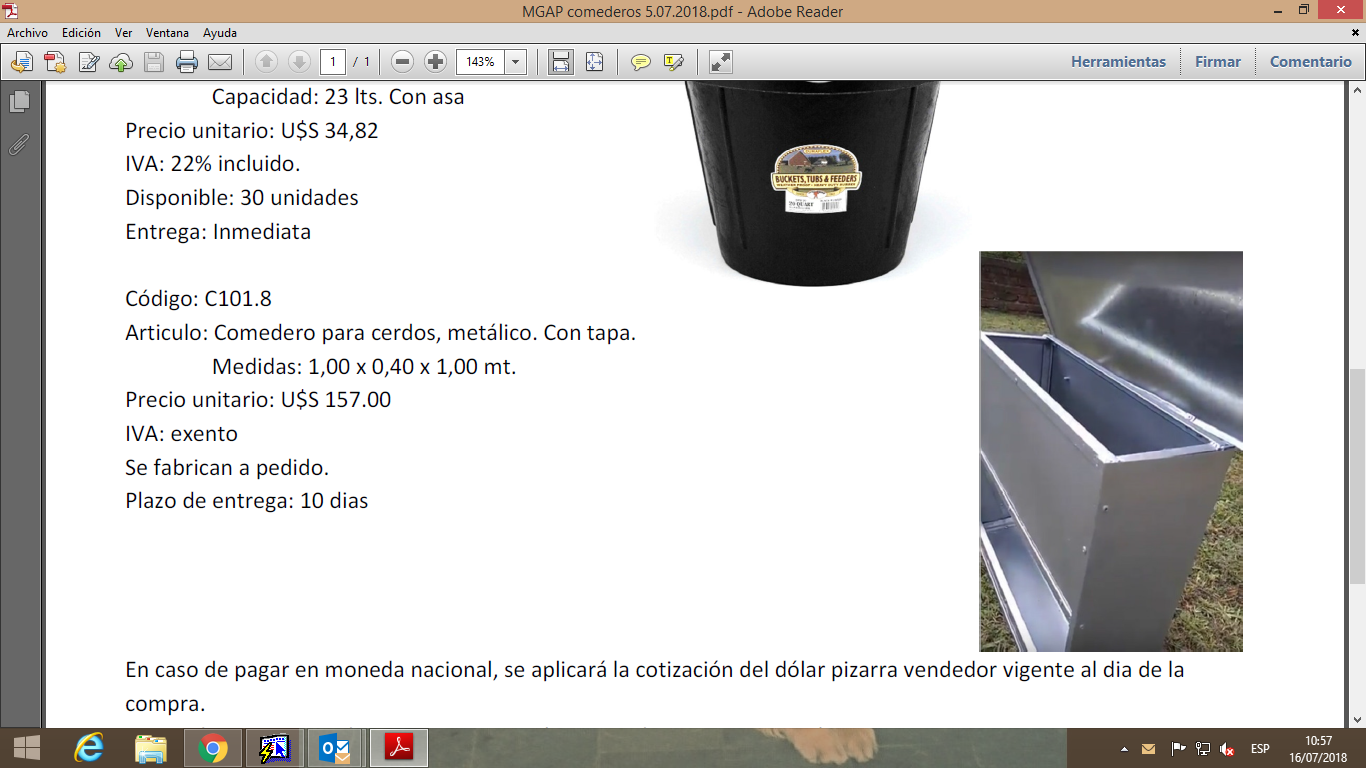 MGAP comederos 5.07.2018.pdf - Adobe Reader
Archivo Edición Ver Ventana Ayuda
1 / 1 143% Herramientas Firmar Comentario
Capacidad: 23 lts. Con asa
Precio unitario: U$S 34,82
IVA: 22% incluido.
Disponible: 30 unidades
Entrega: Inmediata
BUCKETS, TUBS & FEEDERS
20 QUART
Código: C101.8
Articulo: Comedero para cerdos, metálico. Con tapa.
Medidas: 1,00 x 0,40 x 1,00 mt.
Precio unitario: U$S 157.00
IVA: exento
Se fabrican a pedido.
Plazo de entrega: 10 dias
En caso de pagar en moneda nacional, se aplicará la cotización del dólar pizarra vendedor vigente al dia de la
compra.
ESP
10:57
16/07/2018